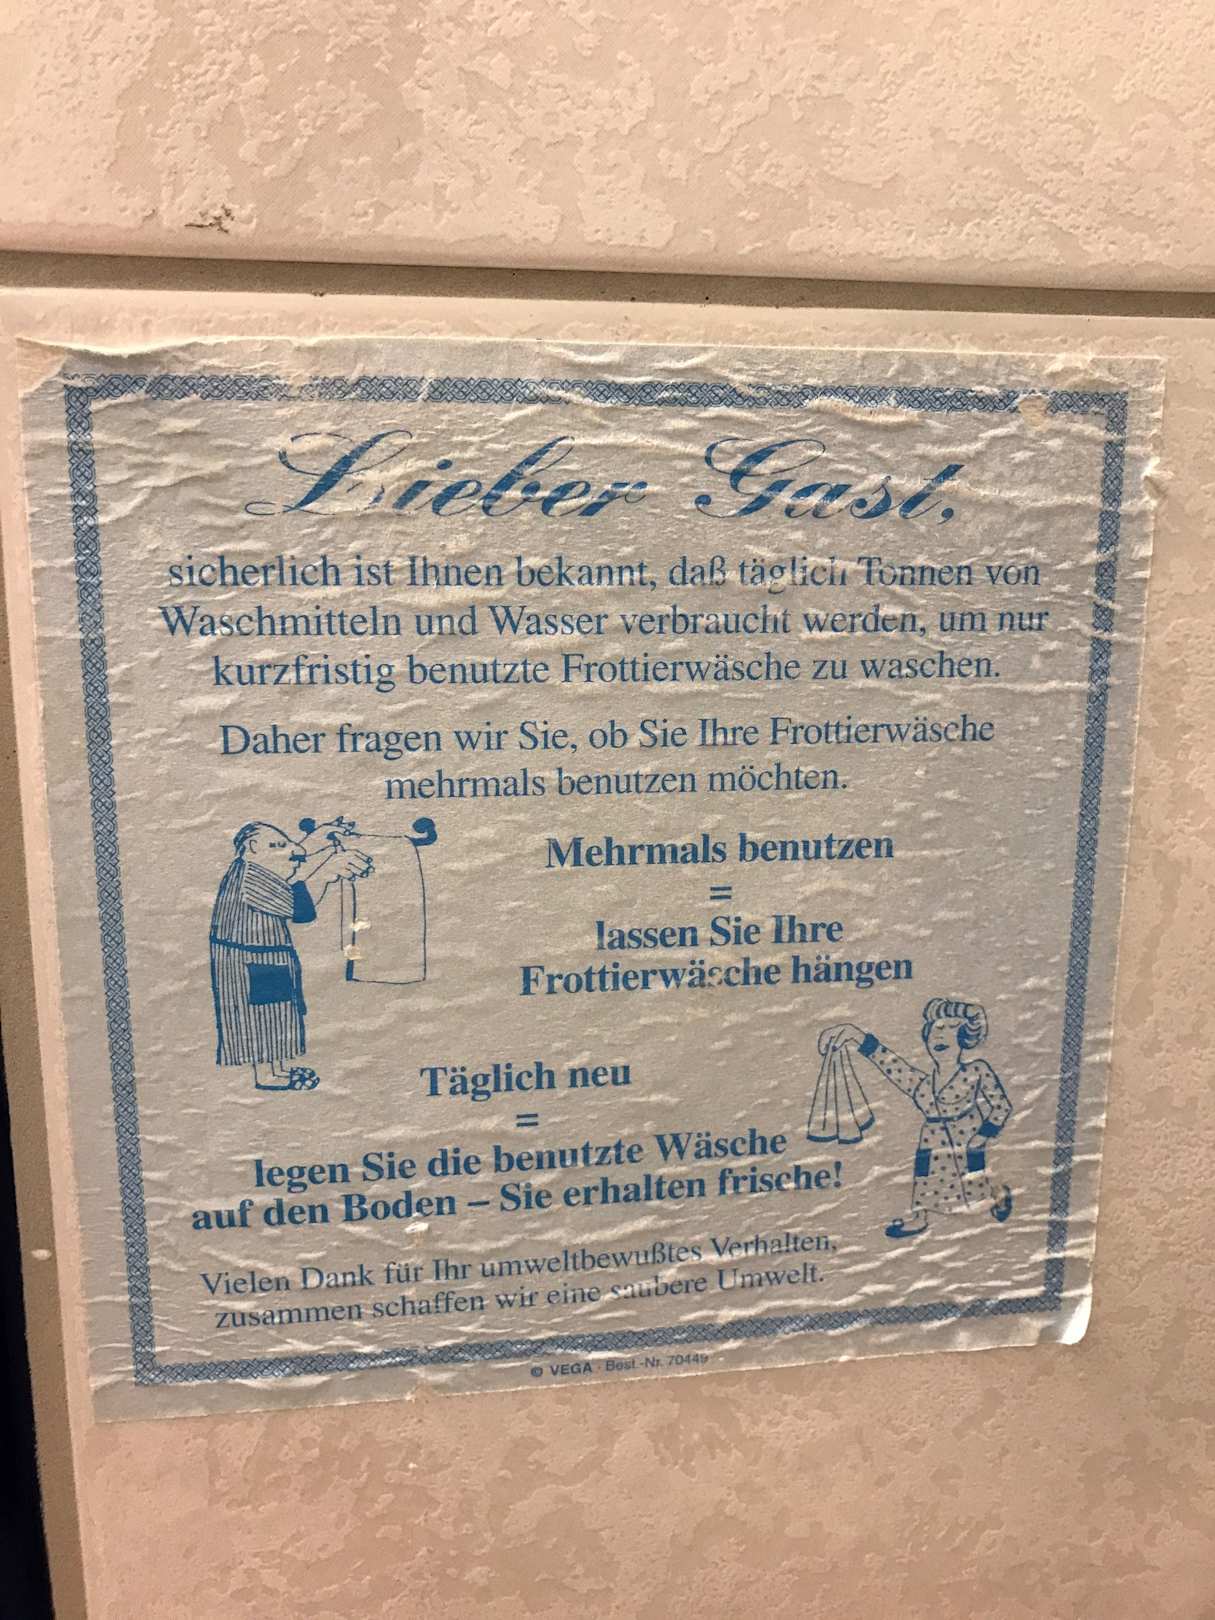 Lieber Gast,
sicherlich ist Ihnen bekannt, daß täglich Tonnen von
Waschmitteln und Wasser verbraucht werden, um nur
kurzfristig benutzte Frottierwäsche zu waschen.
Daher fragen wir Sie, ob Sie Ihre Frottierwäsche
mehrmals benutzen möchten.
Mehrmals benutzen
=
lassen Sie Ihre
Frottierwäsche hängen
Täglich neu
=
legen Sie die benutzte Wäsche
auf den Boden – Sie erhalten frische!
Vielen Dank für Ihr umweltbewußtes Verhalten,
zusammen schaffen wir eine saubere Umwelt.
© VEGA · Best.-Nr. 70449